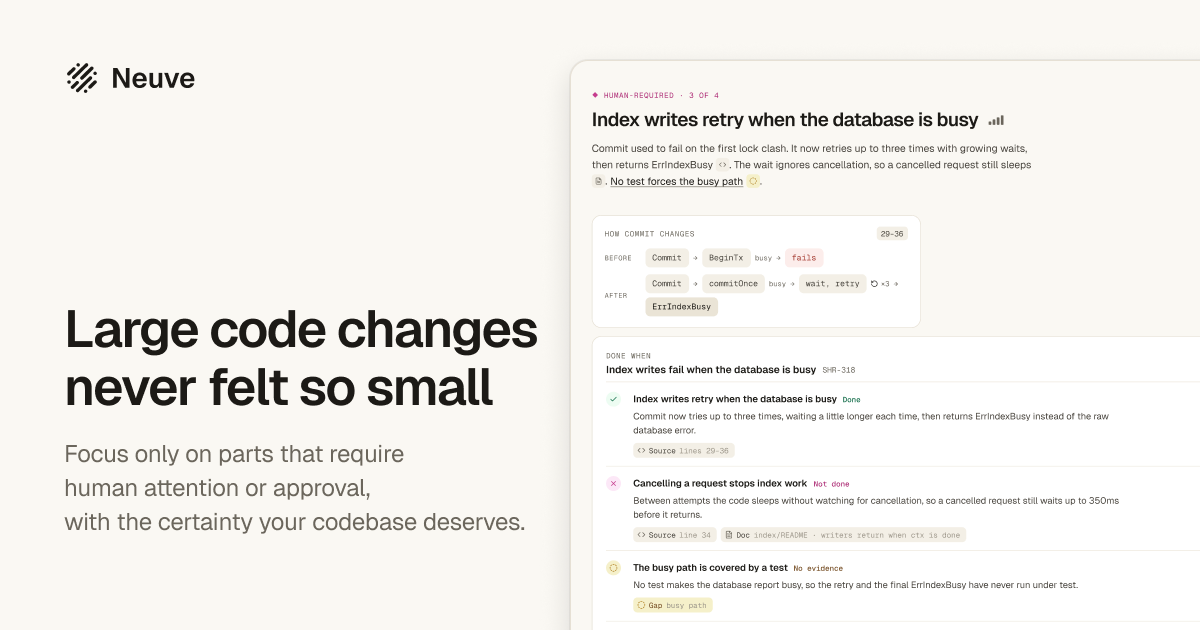 Neuve
Large code changes
never felt so small
Focus only on parts that require
human attention or approval,
with the certainty your codebase deserves.
HUMAN-REQUIRED · 3 OF 4
Index writes retry when the database is busy
Commit used to fail on the first lock clash. It now retries up to three times with growing waits,
then returns ErrIndexBusy <>. The wait ignores cancellation, so a cancelled request still sleeps
. No test forces the busy path .
HOW COMMIT CHANGES 29–36
BEFORE Commit → BeginTx busy → fails
AFTER Commit → commitOnce busy → wait, retry ×3 →
ErrIndexBusy
DONE WHEN
Index writes fail when the database is busy SHR-318
Index writes retry when the database is busy Done
Commit now tries up to three times, waiting a little longer each time, then returns ErrIndexBusy instead of the raw
database error.
<> Source lines 29–36
Cancelling a request stops index work Not done
Between attempts the code sleeps without watching for cancellation, so a cancelled request still waits up to 350ms
before it returns.
<> Source line 34 Doc index/README · writers return when ctx is done
The busy path is covered by a test No evidence
No test makes the database report busy, so the retry and the final ErrIndexBusy have never run under test.
Gap busy path